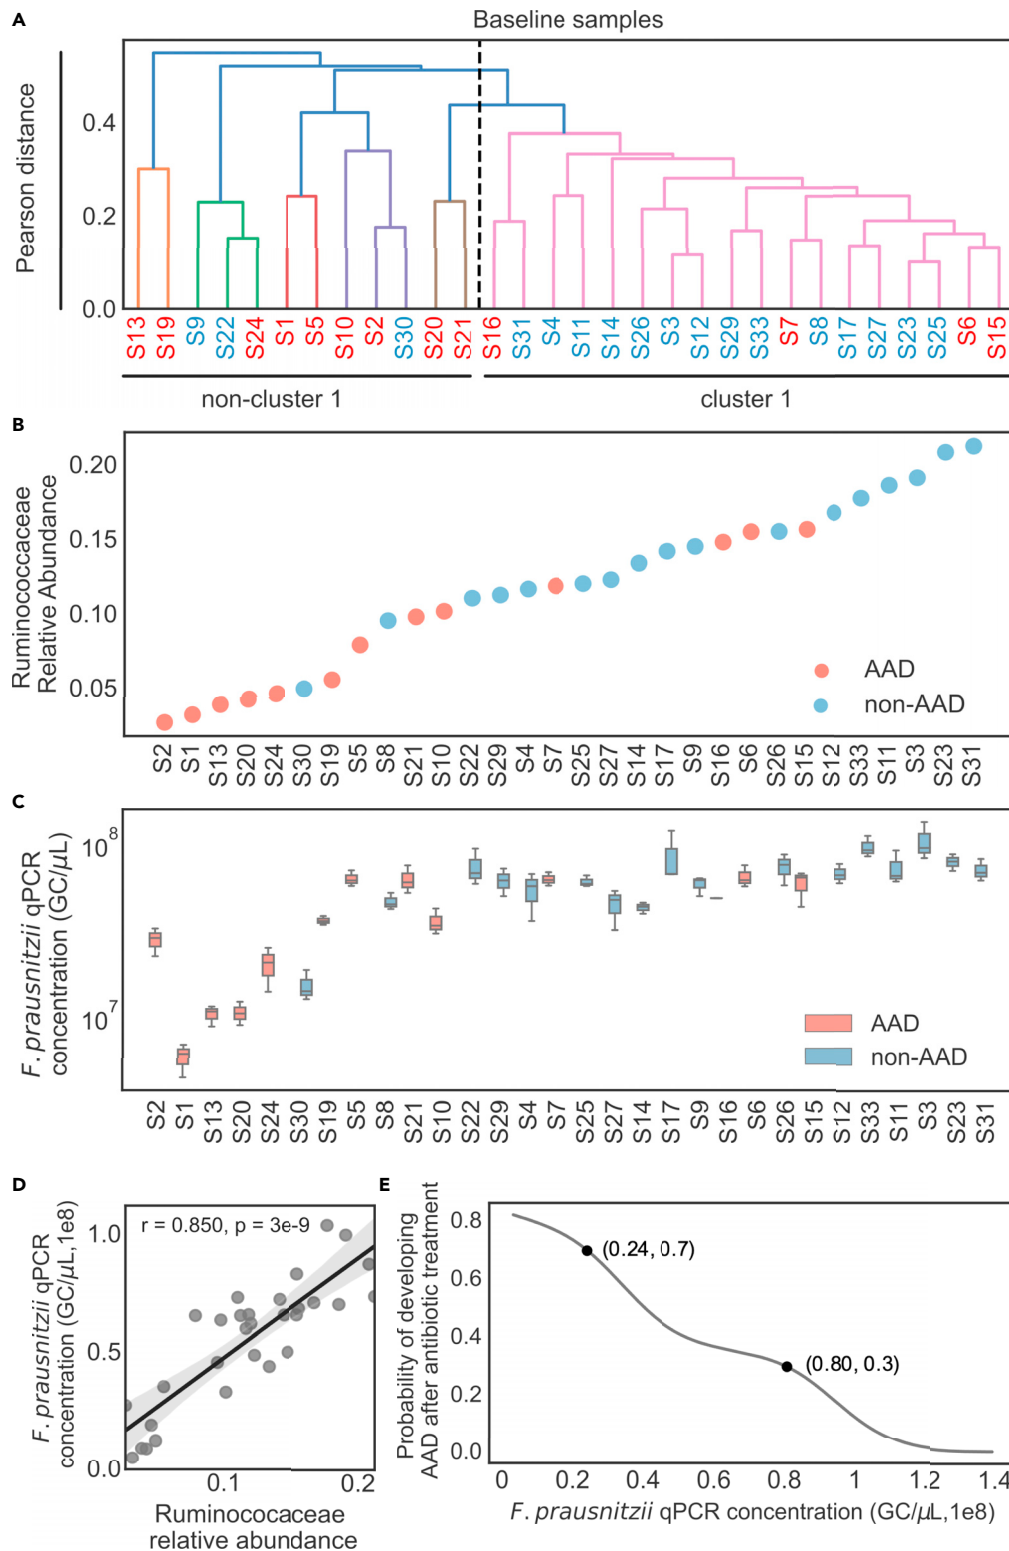 A
Baseline samples
Pearson distance
0.4
0.2
0.0
S13 S19 S9 S22 S24 S1 S5 S10 S2 S30 S20 S21 S16 S31 S4 S11 S14 S26 S3 S12 S29 S33 S7 S8 S17 S27 S23 S25 S6 S15
non-cluster 1
cluster 1
B
Ruminoccaceae
Relative Abundance
0.20
0.15
0.10
0.05
AAD
non-AAD
S2 S1 S13 S20 S24 S30 S19 S5 S8 S21 S10 S22 S29 S4 S7 S25 S27 S14 S17 S9 S16 S6 S26 S15 S12 S33 S11 S3 S23 S31
C
F. prausnitzii qPCR
concentration (GC/μL)
10^8
10^7
AAD
non-AAD
S2 S1 S13 S20 S24 S30 S19 S5 S8 S21 S10 S22 S29 S4 S7 S25 S27 S14 S17 S9 S16 S6 S26 S15 S12 S33 S11 S3 S23 S31
D
F. prausnitzii qPCR
concentration (GC/μL,1e8)
1.0
0.5
0.0
r = 0.850, p = 3e-9
0.1
0.2
Ruminococaceae
relative abundance
E
Probability of developing
AAD after antibiotic treatment
0.8
0.6
0.4
0.2
0.0
(0.24, 0.7)
(0.80, 0.3)
0 0.2 0.4 0.6 0.8 1 1.2 1.4
F. prausnitzii qPCR concentration (GC/μL,1e8)